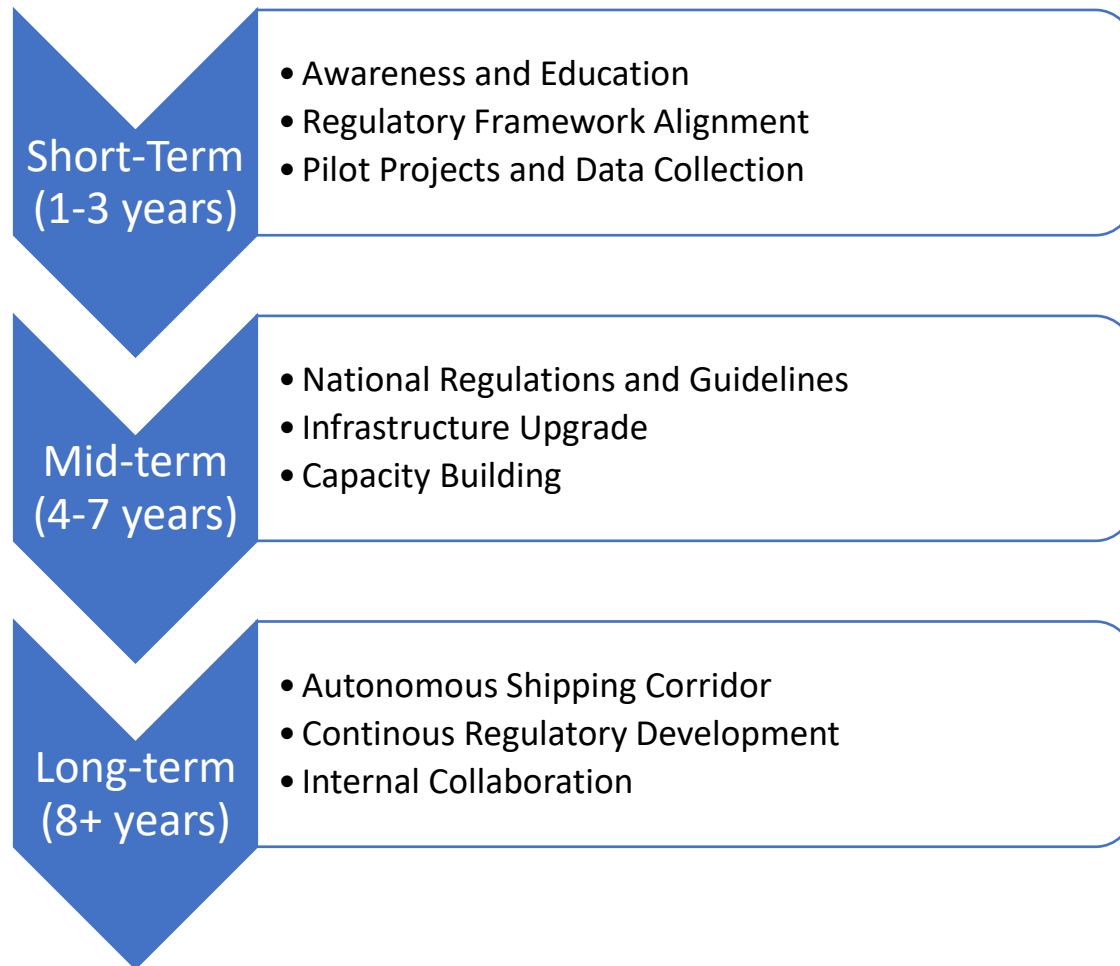 Short-Term
(1-3 years)
• Awareness and Education
• Regulatory Framework Alignment
• Pilot Projects and Data Collection
Mid-term
(4-7 years)
• National Regulations and Guidelines
• Infrastructure Upgrade
• Capacity Building
Long-term
(8+ years)
• Autonomous Shipping Corridor
• Continous Regulatory Development
• Internal Collaboration